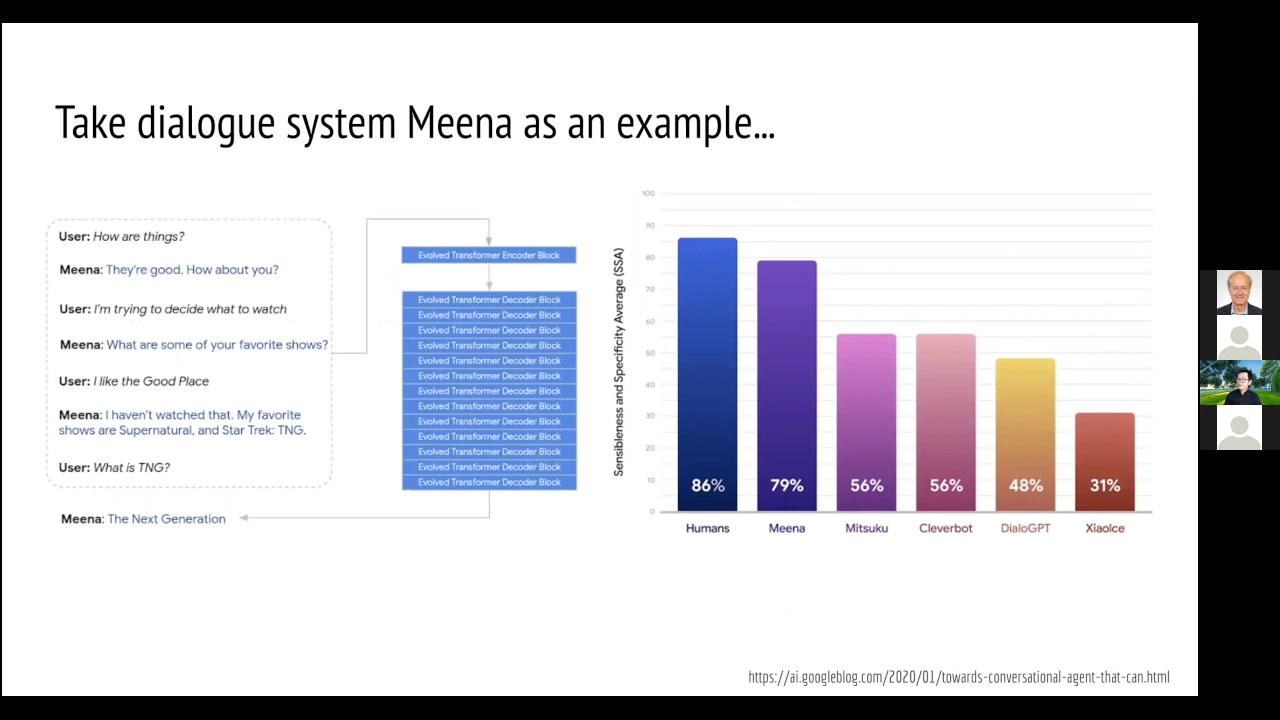 Take dialogue system Meena as an example...
User: How are things?
Meena: They're good. How about you?
User: I'm trying to decide what to watch
Meena: What are some of your favorite shows?
User: I like the Good Place
Meena: I haven't watched that. My favorite
shows are Supernatural, and Star Trek: TNG.
User: What is TNG?
Meena: The Next Generation
Evolved Transformer Encoder Block
Evolved Transformer Decoder Block
Evolved Transformer Decoder Block
Evolved Transformer Decoder Block
Evolved Transformer Decoder Block
Evolved Transformer Decoder Block
Evolved Transformer Decoder Block
Evolved Transformer Decoder Block
Evolved Transformer Decoder Block
Evolved Transformer Decoder Block
Evolved Transformer Decoder Block
Evolved Transformer Decoder Block
Evolved Transformer Decoder Block
Evolved Transformer Decoder Block
Sensibleness and Specificity Average (SSA)
100
90
80
70
60
50
40
30
20
10
0
86% 79% 56% 56% 48% 31%
Humans Meena Mitsuku Cleverbot DialoGPT XiaoIce
https://ai.googleblog.com/2020/01/towards-conversational-agent-that-can.html